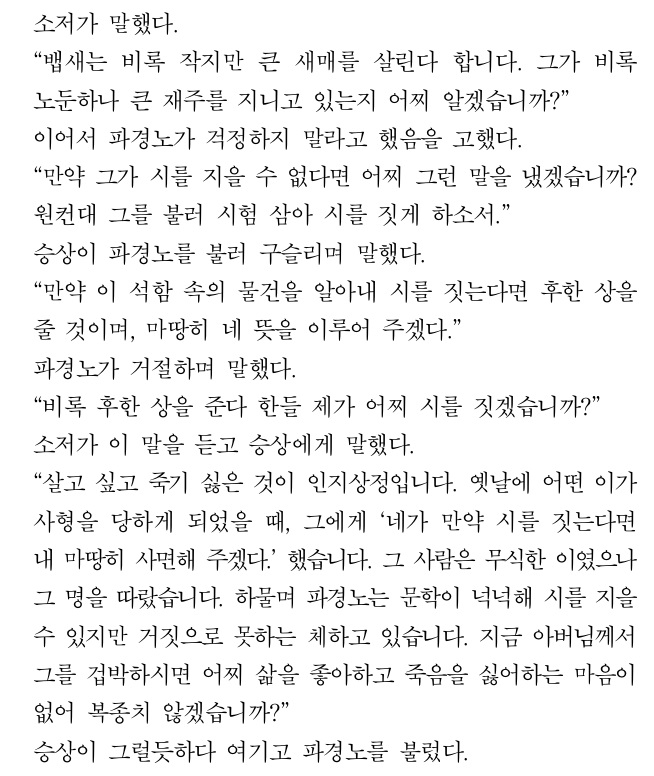 소저가 말했다.
“뱁새는 비록 작지만 큰 새매를 살린다 합니다. 그가 비록
노둔하나 큰 재주를 지니고 있는지 어찌 알겠습니까?”
이어서 파경노가 걱정하지 말라고 했음을 고했다.
“만약 그가 시를 지을 수 없다면 어찌 그런 말을 냈겠습니까?
원컨대 그를 불러 시험 삼아 시를 짓게 하소서.”
승상이 파경노를 불러 구슬리며 말했다.
“만약 이 석함 속의 물건을 알아내 시를 짓는다면 후한 상을
줄 것이며, 마땅히 네 뜻을 이루어 주겠다.”
파경노가 거절하며 말했다.
“비록 후한 상을 준다 한들 제가 어찌 시를 짓겠습니까?”
소저가 이 말을 듣고 승상에게 말했다.
“살고 싶고 죽기 싫은 것이 인지상정입니다. 옛날에 어떤 이가
사형을 당하게 되었을 때, 그에게 ‘네가 만약 시를 짓는다면
내 마땅히 사면해 주겠다.’ 했습니다. 그 사람은 무식한 이였으나
그 명을 따랐습니다. 하물며 파경노는 문학이 넉넉해 시를 지을
수 있지만 거짓으로 못하는 체하고 있습니다. 지금 아버님께서
그를 겁박하시면 어찌 삶을 좋아하고 죽음을 싫어하는 마음이
없어 복종치 않겠습니까?”
승상이 그럴듯하다 여기고 파경노를 불렀다.